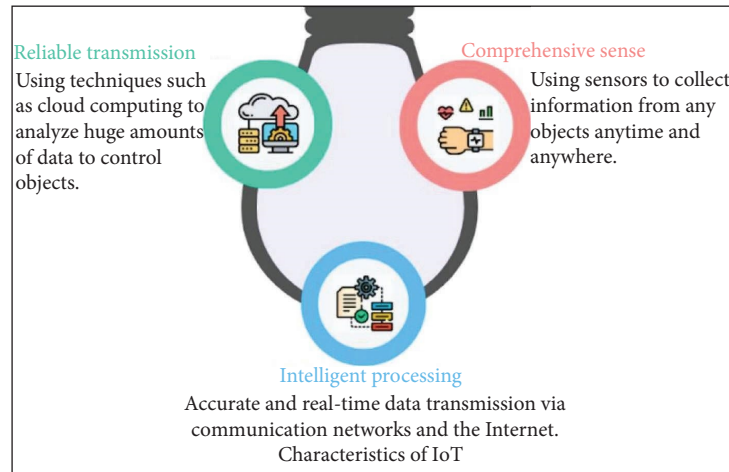 Reliable transmission
Using techniques such
as cloud computing to
analyze huge amounts
of data to control
objects.
Comprehensive sense
Using sensors to collect
information from any
objects anytime and
anywhere.
Intelligent processing
Accurate and real-time data transmission via
communication networks and the Internet.
Characteristics of IoT